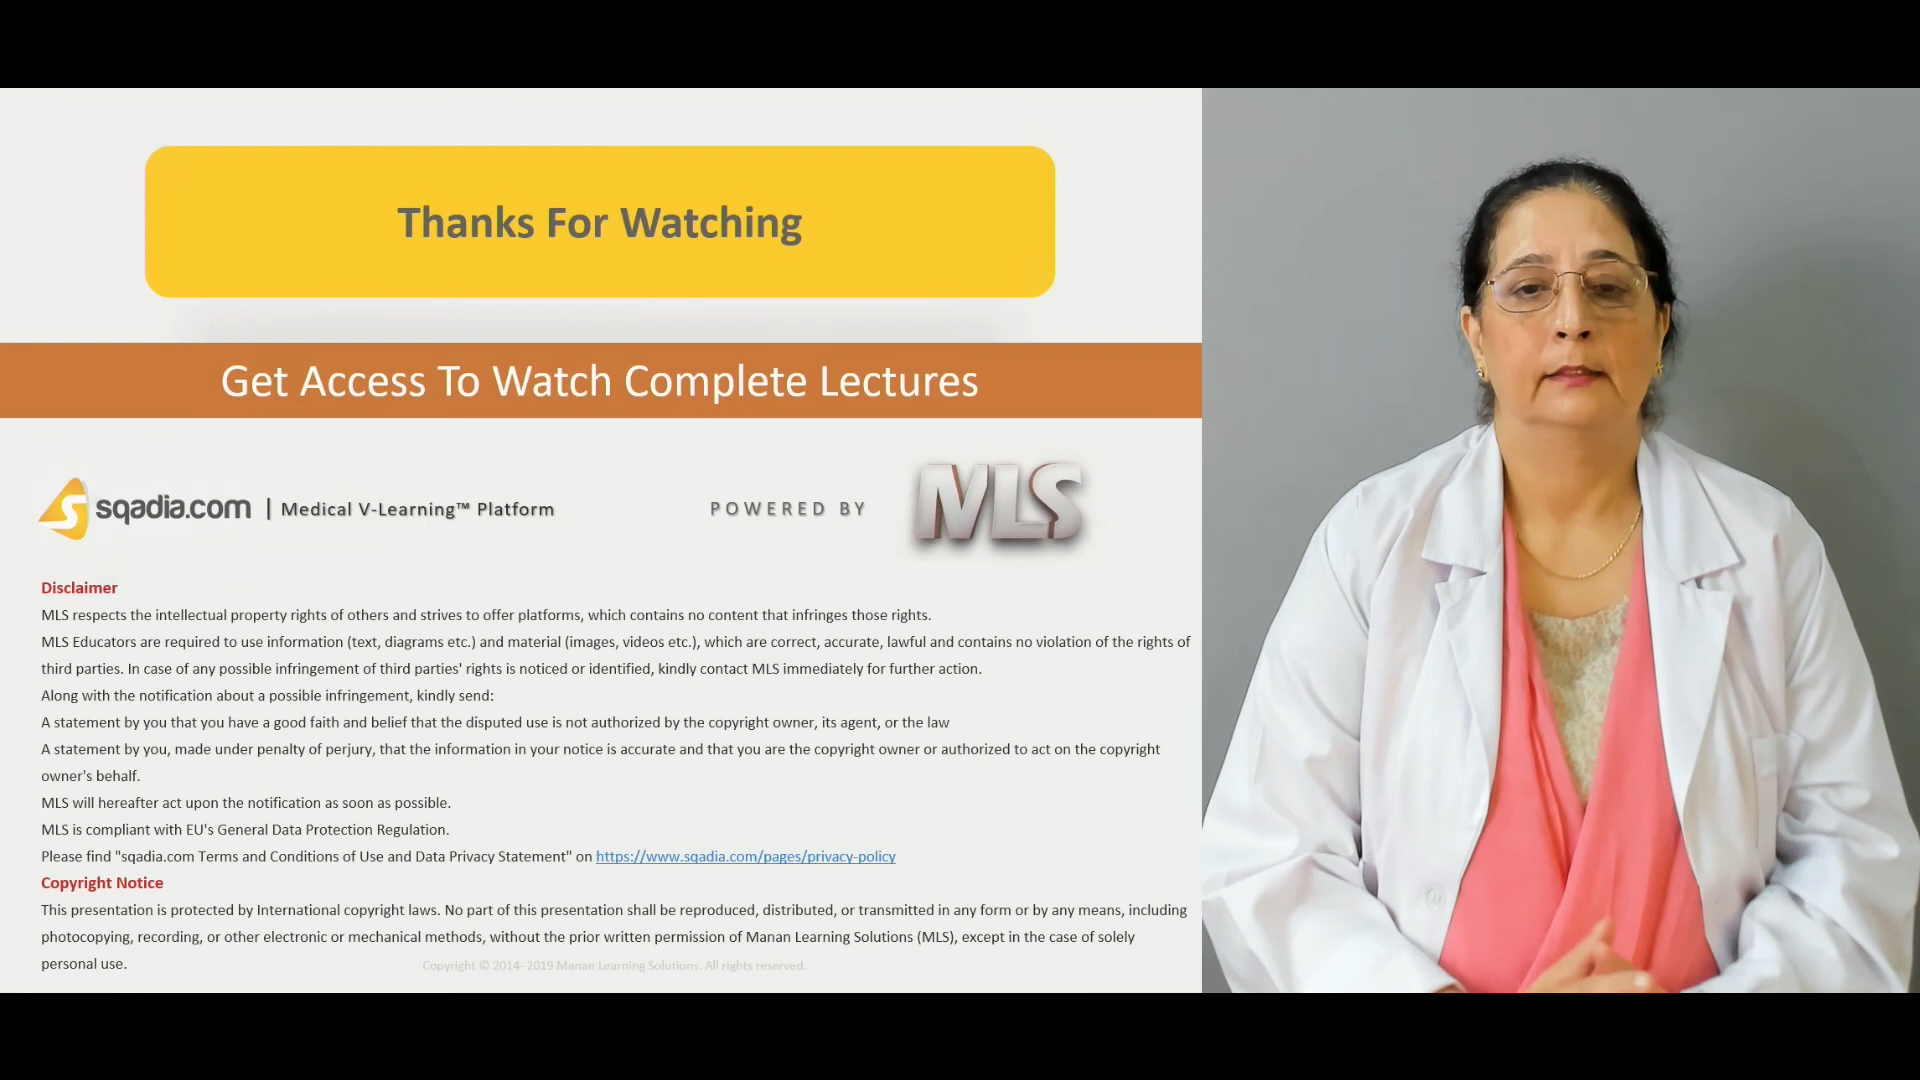 Thanks For Watching
Get Access To Watch Complete Lectures
sqadia.com | Medical V-Learning™ Platform
POWERED BY MLS
Disclaimer
MLS respects the intellectual property rights of others and strives to offer platforms, which contains no content that infringes those rights.
MLS Educators are required to use information (text, diagrams etc.) and material (images, videos etc.), which are correct, accurate, lawful and contains no violation of the rights of
third parties. In case of any possible infringement of third parties' rights is noticed or identified, kindly contact MLS immediately for further action.
Along with the notification about a possible infringement, kindly send:
A statement by you that you have a good faith and belief that the disputed use is not authorized by the copyright owner, its agent, or the law
A statement by you, made under penalty of perjury, that the information in your notice is accurate and that you are the copyright owner or authorized to act on the copyright
owner's behalf.
MLS will hereafter act upon the notification as soon as possible.
MLS is compliant with EU's General Data Protection Regulation.
Please find "sqadia.com Terms and Conditions of Use and Data Privacy Statement" on https://www.sqadia.com/pages/privacy-policy
Copyright Notice
This presentation is protected by International copyright laws. No part of this presentation shall be reproduced, distributed, or transmitted in any form or by any means, including
photocopying, recording, or other electronic or mechanical methods, without the prior written permission of Manan Learning Solutions (MLS), except in the case of solely
personal use.
Copyright © 2014- 2019 Manan Learning Solutions. All rights reserved.